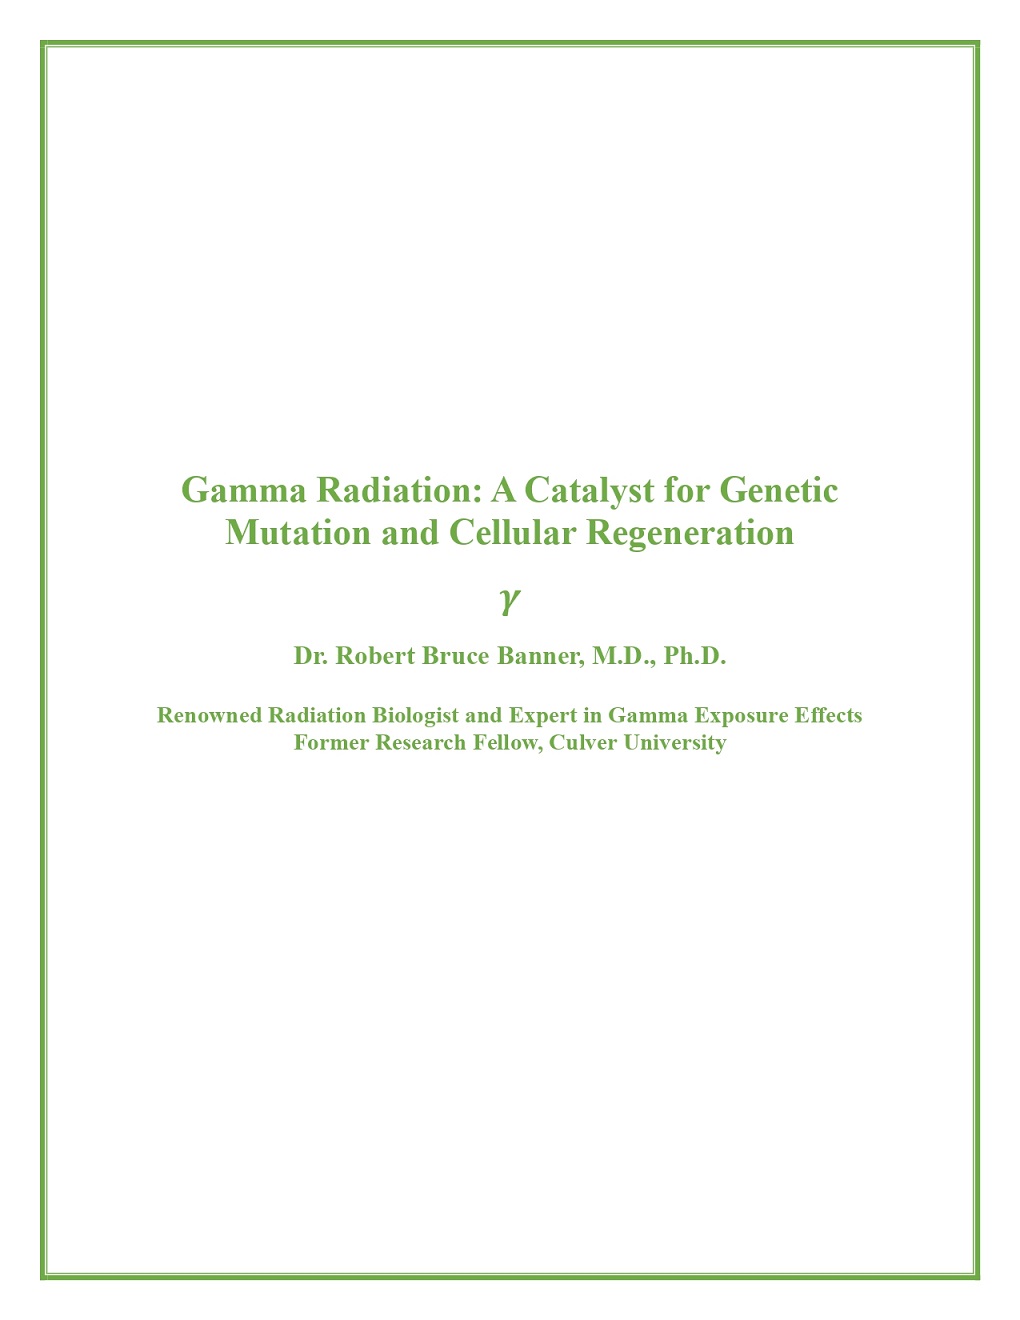 Gamma Radiation: A Catalyst for Genetic
Mutation and Cellular Regeneration
γ
Dr. Robert Bruce Banner, M.D., Ph.D.
Renowned Radiation Biologist and Expert in Gamma Exposure Effects
Former Research Fellow, Culver University